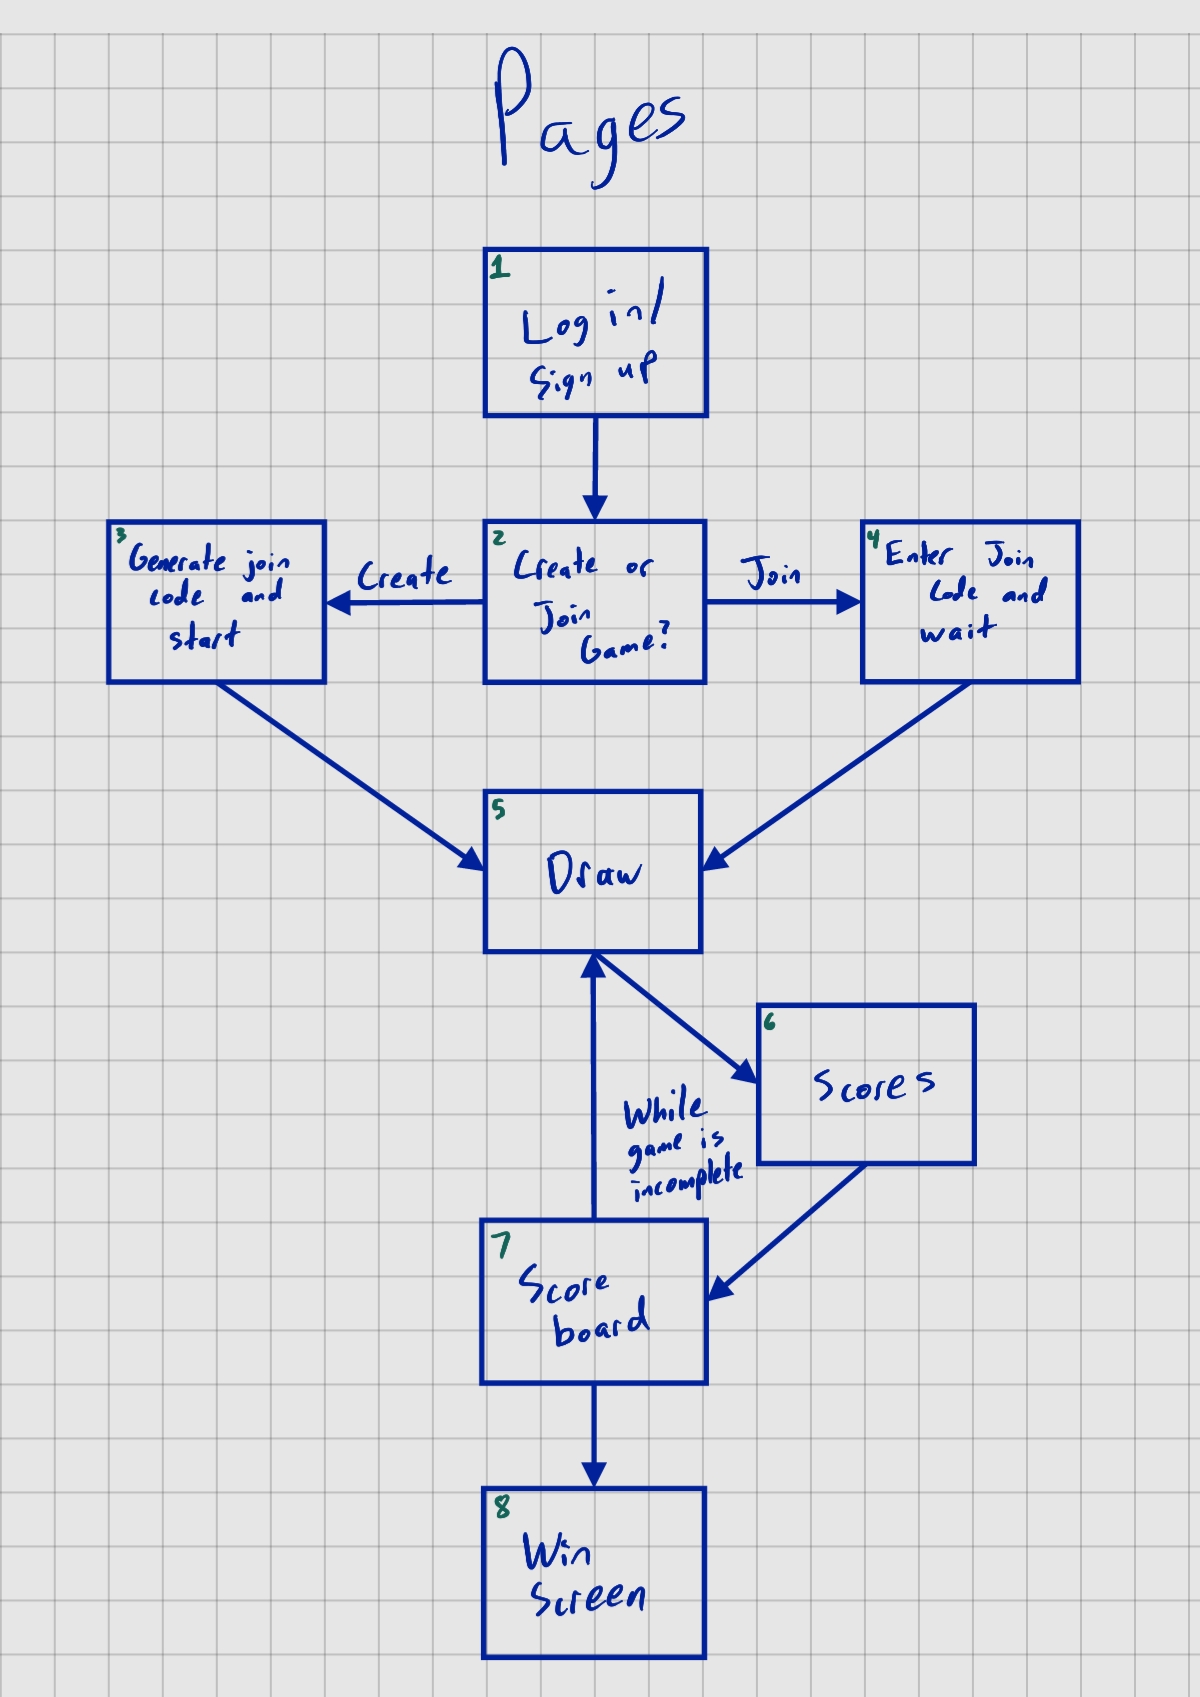 Pages
1
Log in/
Sign up
3
Generate join
code and
start
Create
2
Create or
Join
Game?
Join
4
Enter Join
code and
wait
5
Draw
6
Scores
While
game is
incomplete
7
Score
board
8
Win
Screen